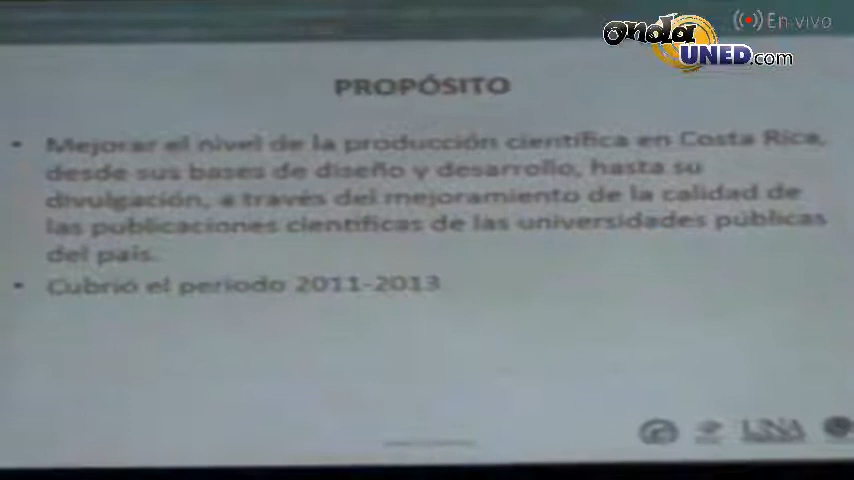 En vivo
onda
UNED.com
PROPÓSITO
• Mejorar el nivel de la producción científica en Costa Rica,
desde sus bases de diseño y desarrollo, hasta su
divulgación, a través del mejoramiento de la calidad de
las publicaciones científicas de las universidades públicas
del país.
• Cubrió el periodo 2011-2013
UNA